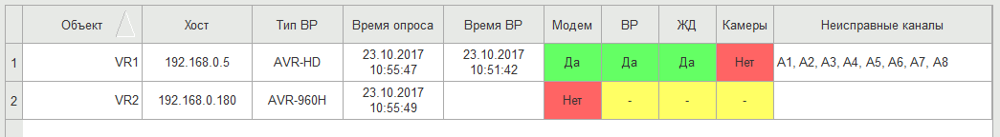 Объект Хост Тип ВР Время опроса Время ВР Модем ВР ЖД Камеры Неисправные каналы
1 VR1 192.168.0.5 AVR-HD 23.10.2017 10:55:47 23.10.2017 10:51:42 Да Да Да Нет A1, A2, A3, A4, A5, A6, A7, A8
2 VR2 192.168.0.180 AVR-960H 23.10.2017 10:55:49 Нет - - -